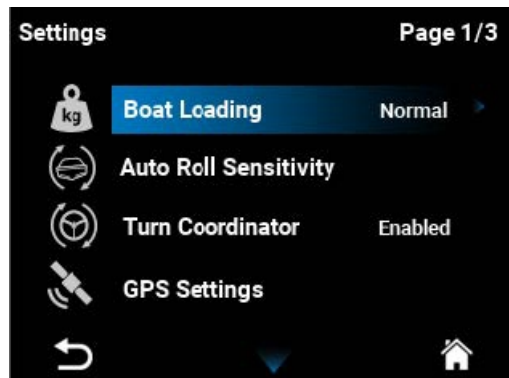 Settings Page 1/3
kg Boat Loading Normal
Auto Roll Sensitivity
Turn Coordinator Enabled
GPS Settings